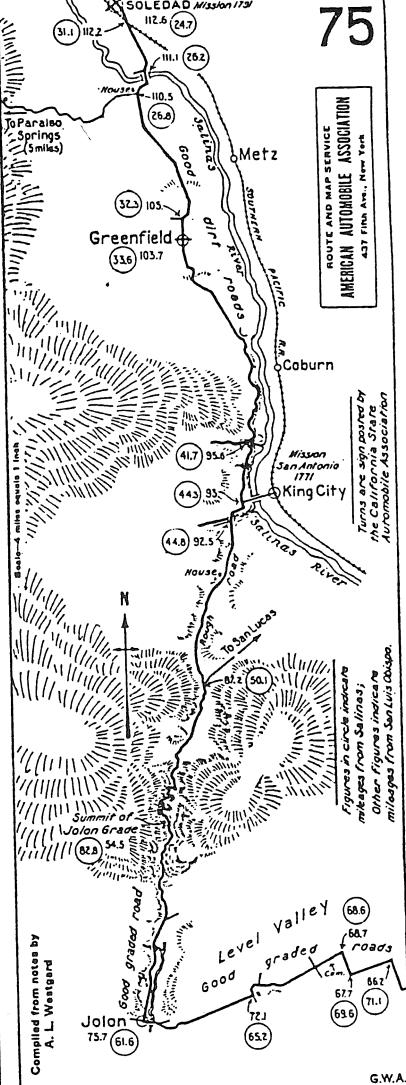 SOLEDAD Mission 1791
112.6 24.7
75
31.1 112.2
111.1 26.2
House
110.5
26.8
To Paraiso
Springs
(5 miles)
Salinas
River
Good dirt roads
Metz
SOUTHERN PACIFIC R.R.
ROUTE AND MAP SERVICE
AMERICAN AUTOMOBILE ASSOCIATION
437 Fifth Ave., New York
32.3 105.
Greenfield
33.6 103.7
Coburn
41.7 95.6
Mission
San Antonio
1771
44.3 93.
King City
Turns are sign posted by
the California State
Automobile Association
Scale—4 miles equals 1 inch
44.8 92.5
Salinas River
House
Rough road
N
To San Lucas
87.2 50.1
Figures in circle indicate
mileages from Salinas;
Other figures indicate
mileages from San Luis Obispo.
Summit of
Jolon Grade
82.8 54.5
Good graded road
Compiled from notes by
A. L. Westgard
Level Valley
Good graded roads
68.6
68.7
Cem.
67.7
69.6
66.2
71.1
72.1
65.2
Jolon
75.7 61.6
G.W.A.